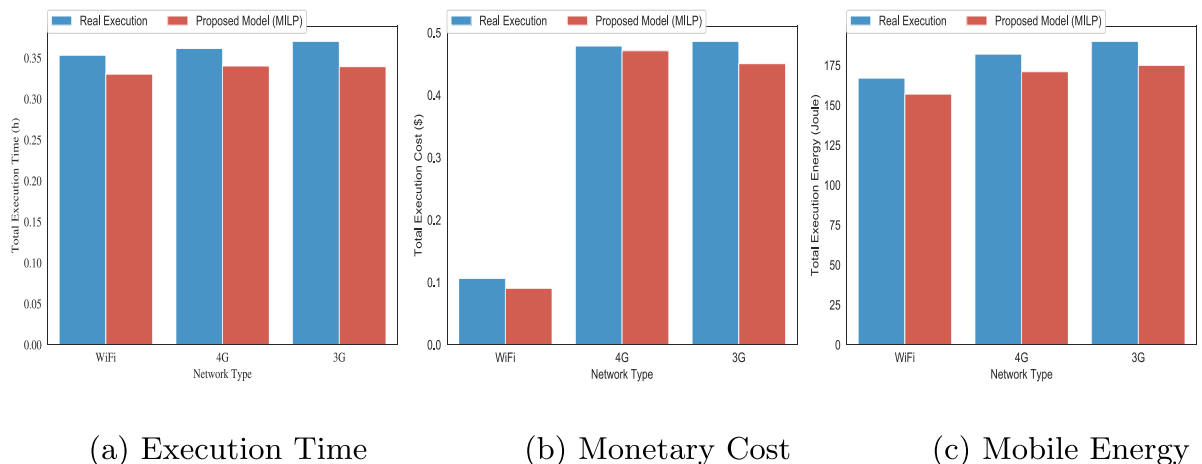 Real Execution Proposed Model (MILP)
Total Execution Time (h)
0.35
0.30
0.25
0.20
0.15
0.10
0.05
0.00
WiFi 4G 3G
Network Type
(a) Execution Time
Real Execution Proposed Model (MILP)
Total Execution Cost ($)
0.5
0.4
0.3
0.2
0.1
0.0
WiFi 4G 3G
Network Type
(b) Monetary Cost
Real Execution Proposed Model (MILP)
Total Execution Energy (Joule)
175
150
125
100
75
50
25
0
WiFi 4G 3G
Network Type
(c) Mobile Energy